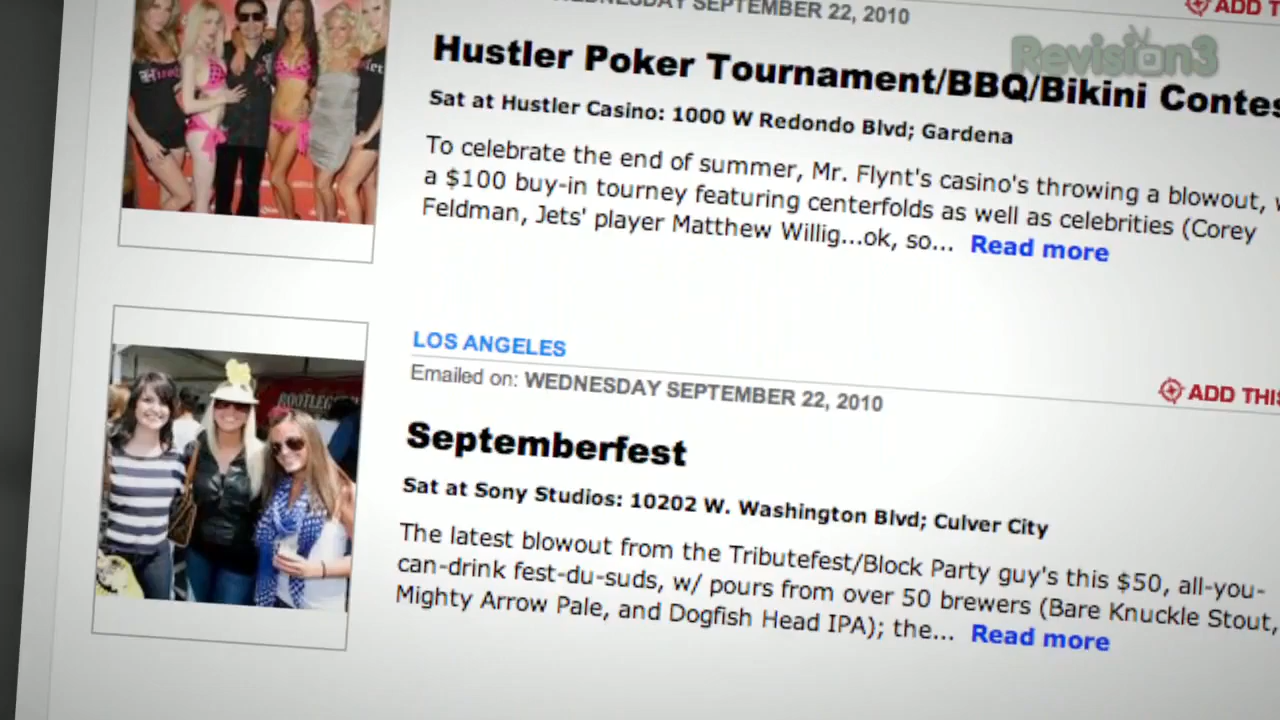 WEDNESDAY SEPTEMBER 22, 2010
ADD T
Revision3
Hustler Poker Tournament/BBQ/Bikini Contes
Sat at Hustler Casino: 1000 W Redondo Blvd; Gardena
To celebrate the end of summer, Mr. Flynt's casino's throwing a blowout, w
a $100 buy-in tourney featuring centerfolds as well as celebrities (Corey
Feldman, Jets' player Matthew Willig...ok, so... Read more
LOS ANGELES
Emailed on: WEDNESDAY SEPTEMBER 22, 2010
ADD THIS
BOOTLEG
Septemberfest
Sat at Sony Studios: 10202 W. Washington Blvd; Culver City
The latest blowout from the Tributefest/Block Party guy's this $50, all-you-
can-drink fest-du-suds, w/ pours from over 50 brewers (Bare Knuckle Stout,
Mighty Arrow Pale, and Dogfish Head IPA); the... Read more